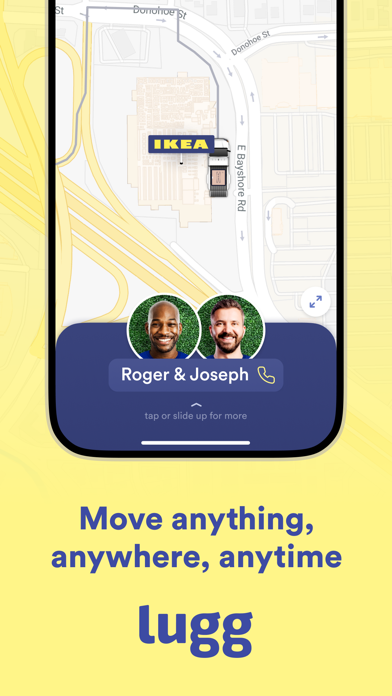 St
Donohoe St
Donohoe St
IKEA
E Bayshore Rd
Roger & Joseph
tap or slide up for more
Move anything,
anywhere, anytime
lugg